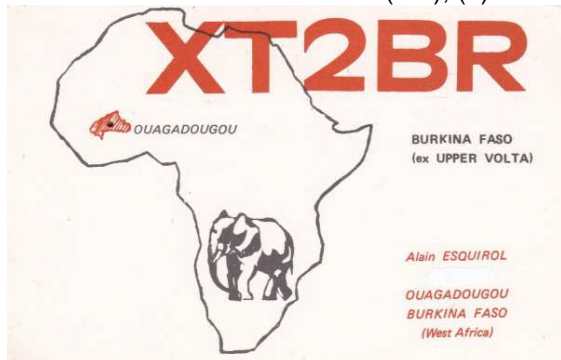 XT2BR
OUAGADOUGOU
BURKINA FASO
(ex UPPER VOLTA)
Alain ESQUIROL
OUAGADOUGOU
BURKINA FASO
(West Africa)